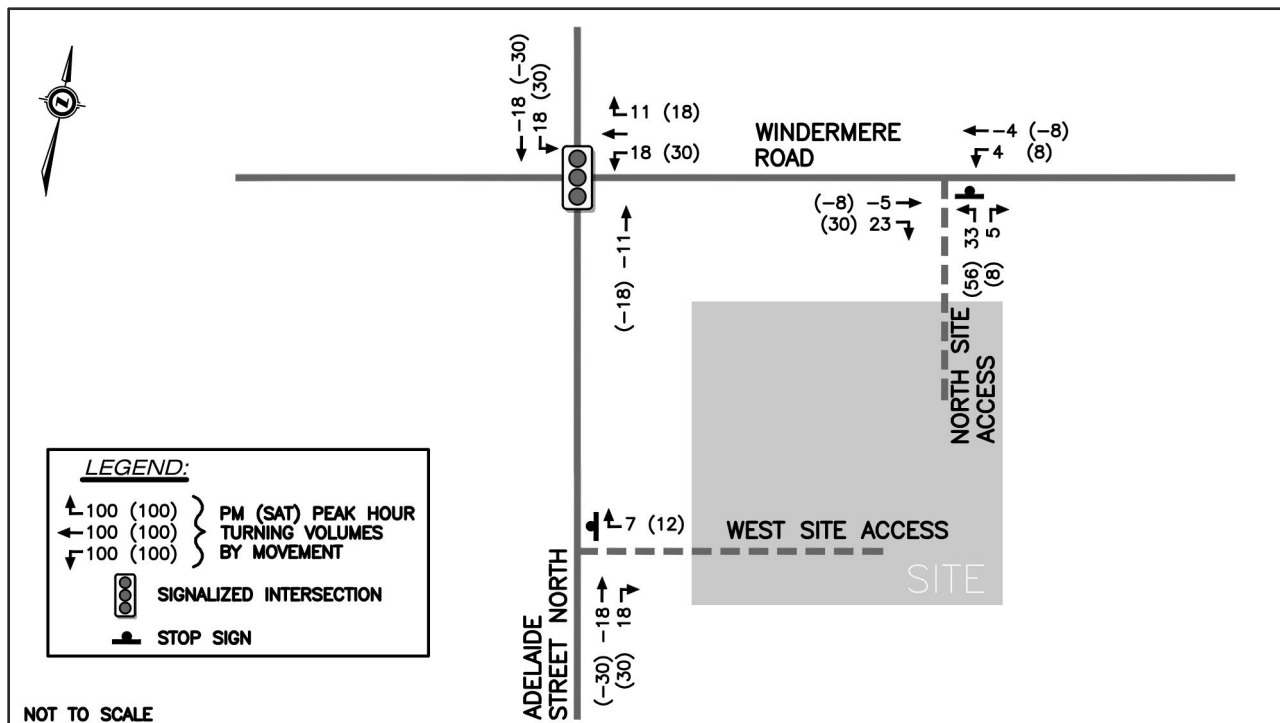 -18 (-30)
18 (30)
11 (18)
18 (30)
WINDERMERE
ROAD
-4 (-8)
4 (8)
(-8) -5
(30) 23
(56) 33
(8) 5
(-18) -11
NORTH SITE
ACCESS
LEGEND:
100 (100)
100 (100)
100 (100)
PM (SAT) PEAK HOUR
TURNING VOLUMES
BY MOVEMENT
SIGNALIZED INTERSECTION
STOP SIGN
7 (12)
WEST SITE ACCESS
SITE
ADELAIDE
STREET NORTH
(-30) -18
(30) 18
NOT TO SCALE
N